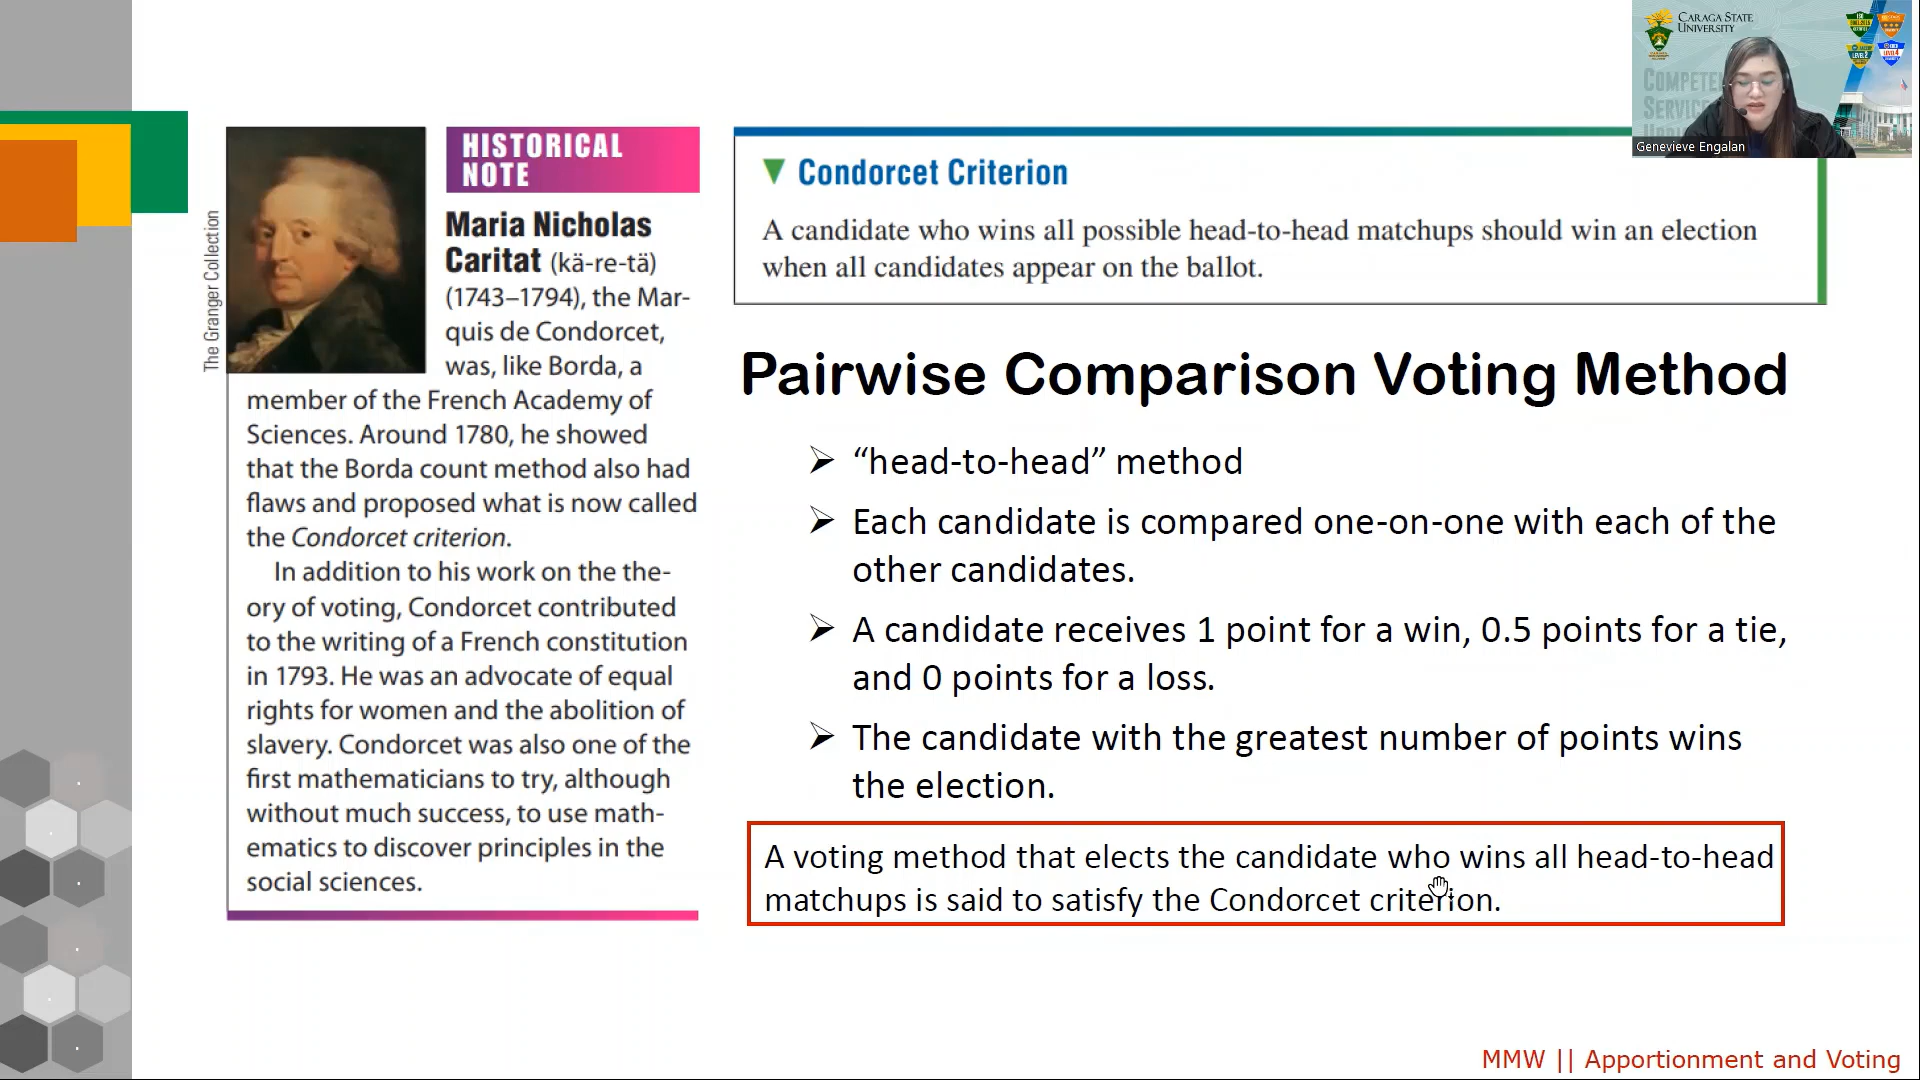 CARAGA STATE
UNIVERSITY
Genevieve Engalan
The Granger Collection
HISTORICAL
NOTE
Maria Nicholas
Caritat (kä-re-tä)
(1743–1794), the Mar-
quis de Condorcet,
was, like Borda, a
member of the French Academy of
Sciences. Around 1780, he showed
that the Borda count method also had
flaws and proposed what is now called
the Condorcet criterion.
In addition to his work on the the-
ory of voting, Condorcet contributed
to the writing of a French constitution
in 1793. He was an advocate of equal
rights for women and the abolition of
slavery. Condorcet was also one of the
first mathematicians to try, although
without much success, to use math-
ematics to discover principles in the
social sciences.
▼ Condorcet Criterion
A candidate who wins all possible head-to-head matchups should win an election
when all candidates appear on the ballot.
Pairwise Comparison Voting Method
➢ “head-to-head” method
➢ Each candidate is compared one-on-one with each of the
other candidates.
➢ A candidate receives 1 point for a win, 0.5 points for a tie,
and 0 points for a loss.
➢ The candidate with the greatest number of points wins
the election.
A voting method that elects the candidate who wins all head-to-head
matchups is said to satisfy the Condorcet criterion.
MMW || Apportionment and Voting